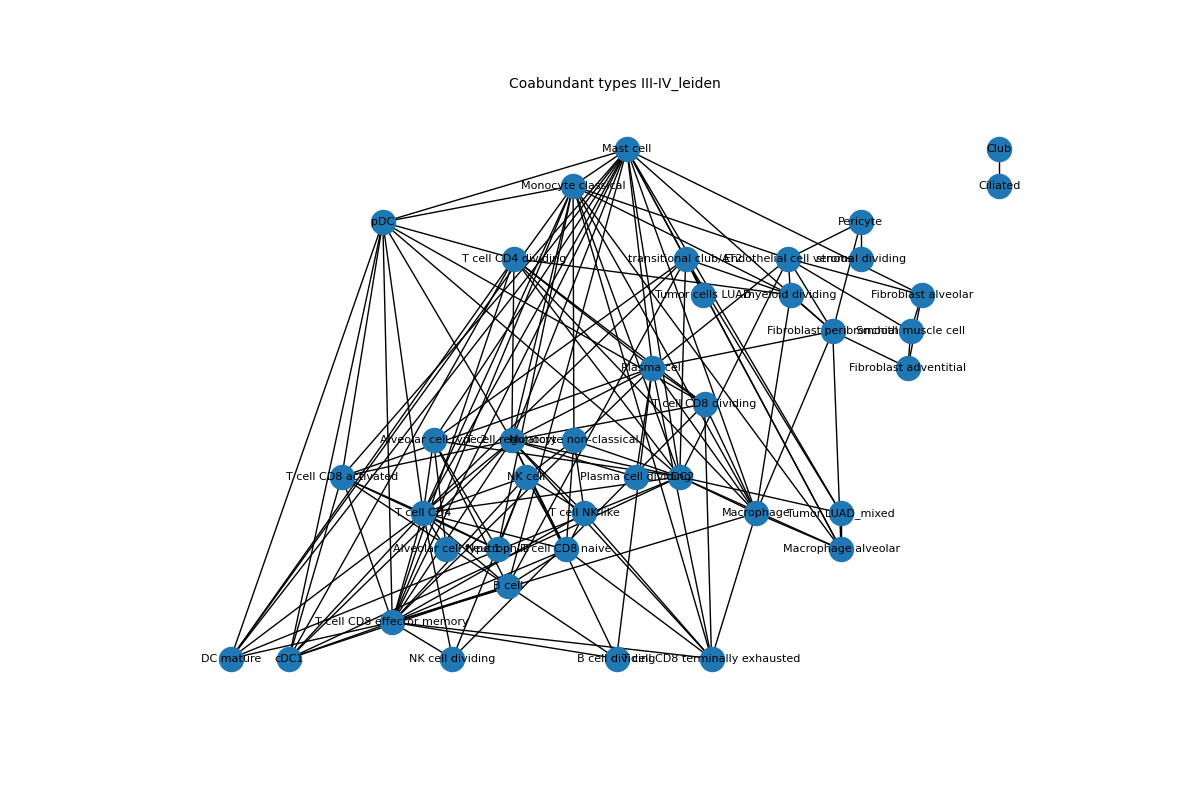 Coabundant types III-IV_leiden
Mast cell
Club
Monocyte classical
Ciliated
pDC
Pericyte
T cell CD4 dividing
transitional club/AT2
Endothelial cell venous
stromal dividing
Tumor cells LUAD
myeloid dividing
Fibroblast alveolar
Fibroblast peribronchial
Smooth muscle cell
Plasma cell
Fibroblast adventitial
T cell CD8 dividing
Alveolar cell type 2
T cell regulatory
Monocyte non-classical
T cell CD8 activated
NK cell
Plasma cell dividing
cDC2
T cell CD4
T cell NK-like
Macrophage
Tumor LUAD_mixed
Alveolar cell type 1
Neutrophils
T cell CD8 naive
Macrophage alveolar
B cell
T cell CD8 effector memory
DC mature
cDC1
NK cell dividing
B cell dividing
T cell CD8 terminally exhausted